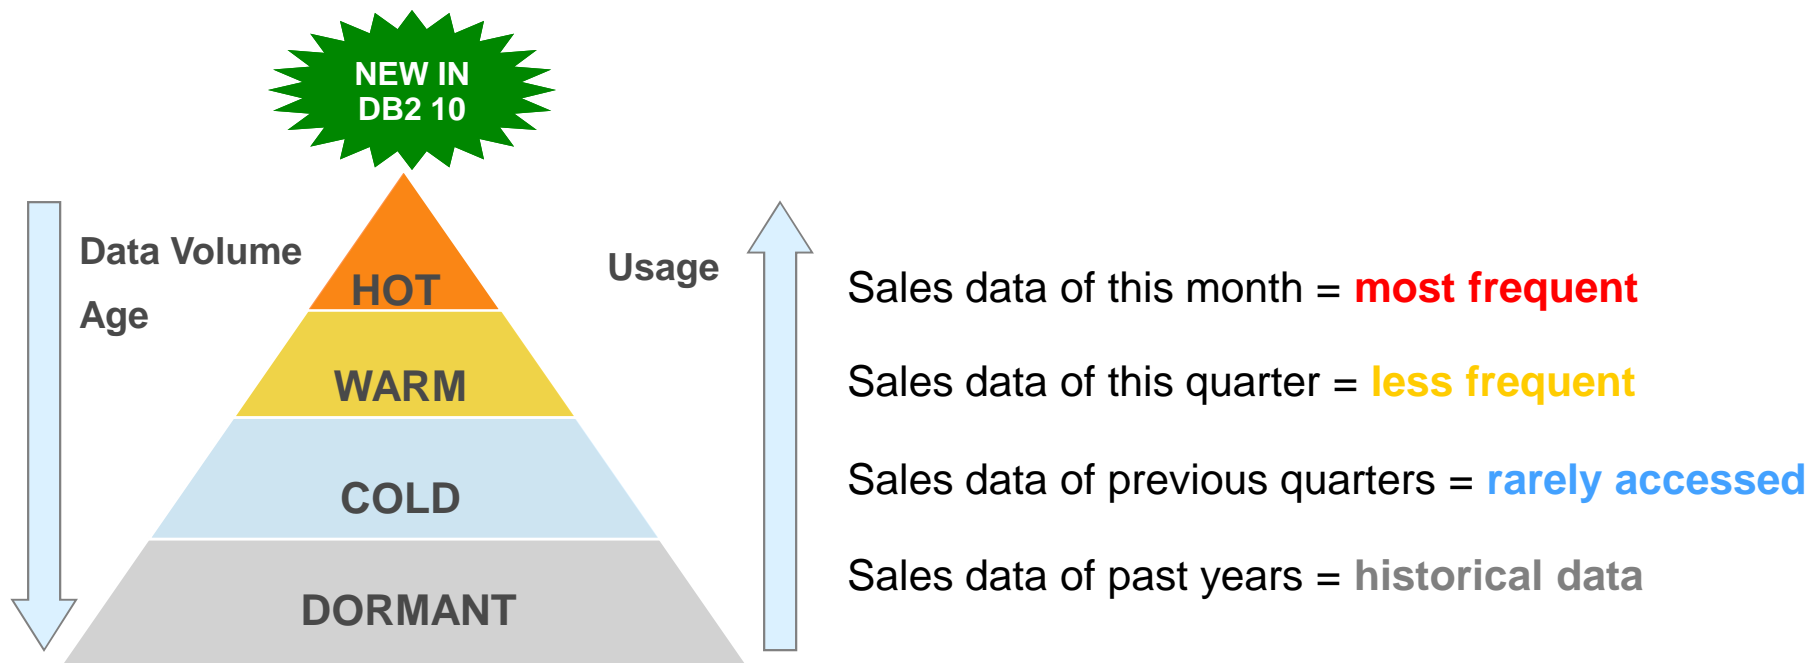 NEW IN
DB2 10
Data Volume
Age
Usage
HOT
WARM
COLD
DORMANT
Sales data of this month = most frequent
Sales data of this quarter = less frequent
Sales data of previous quarters = rarely accessed
Sales data of past years = historical data